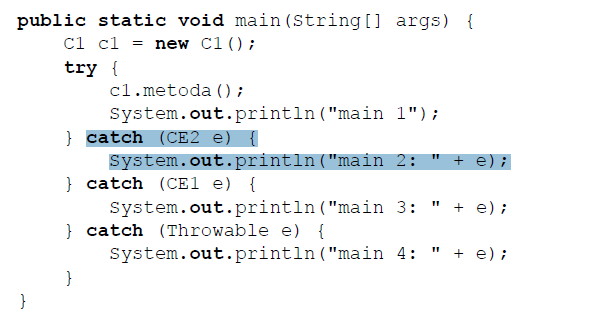 public static void main(String[] args) {
    C1 c1 = new C1();
    try {
        c1.metoda();
        System.out.println("main 1");
    } catch (CE2 e) {
        System.out.println("main 2: " + e);
    } catch (CE1 e) {
        System.out.println("main 3: " + e);
    } catch (Throwable e) {
        System.out.println("main 4: " + e);
    }
}